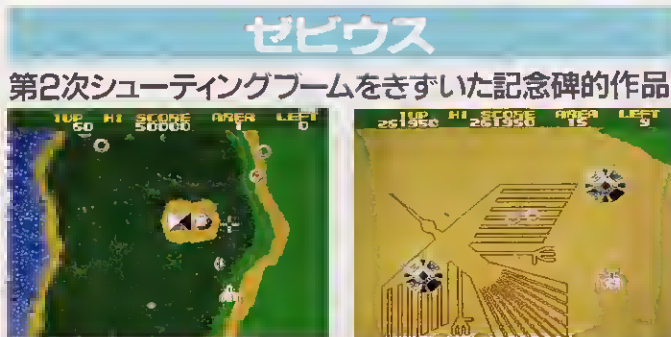 ゼビウス
第2次シューティングブームをきずいた記念碑的作品
1UP HI SCORE AREA LEFT
50 50000 1 0
1UP HI SCORE AREA LEFT
261950 261950 15